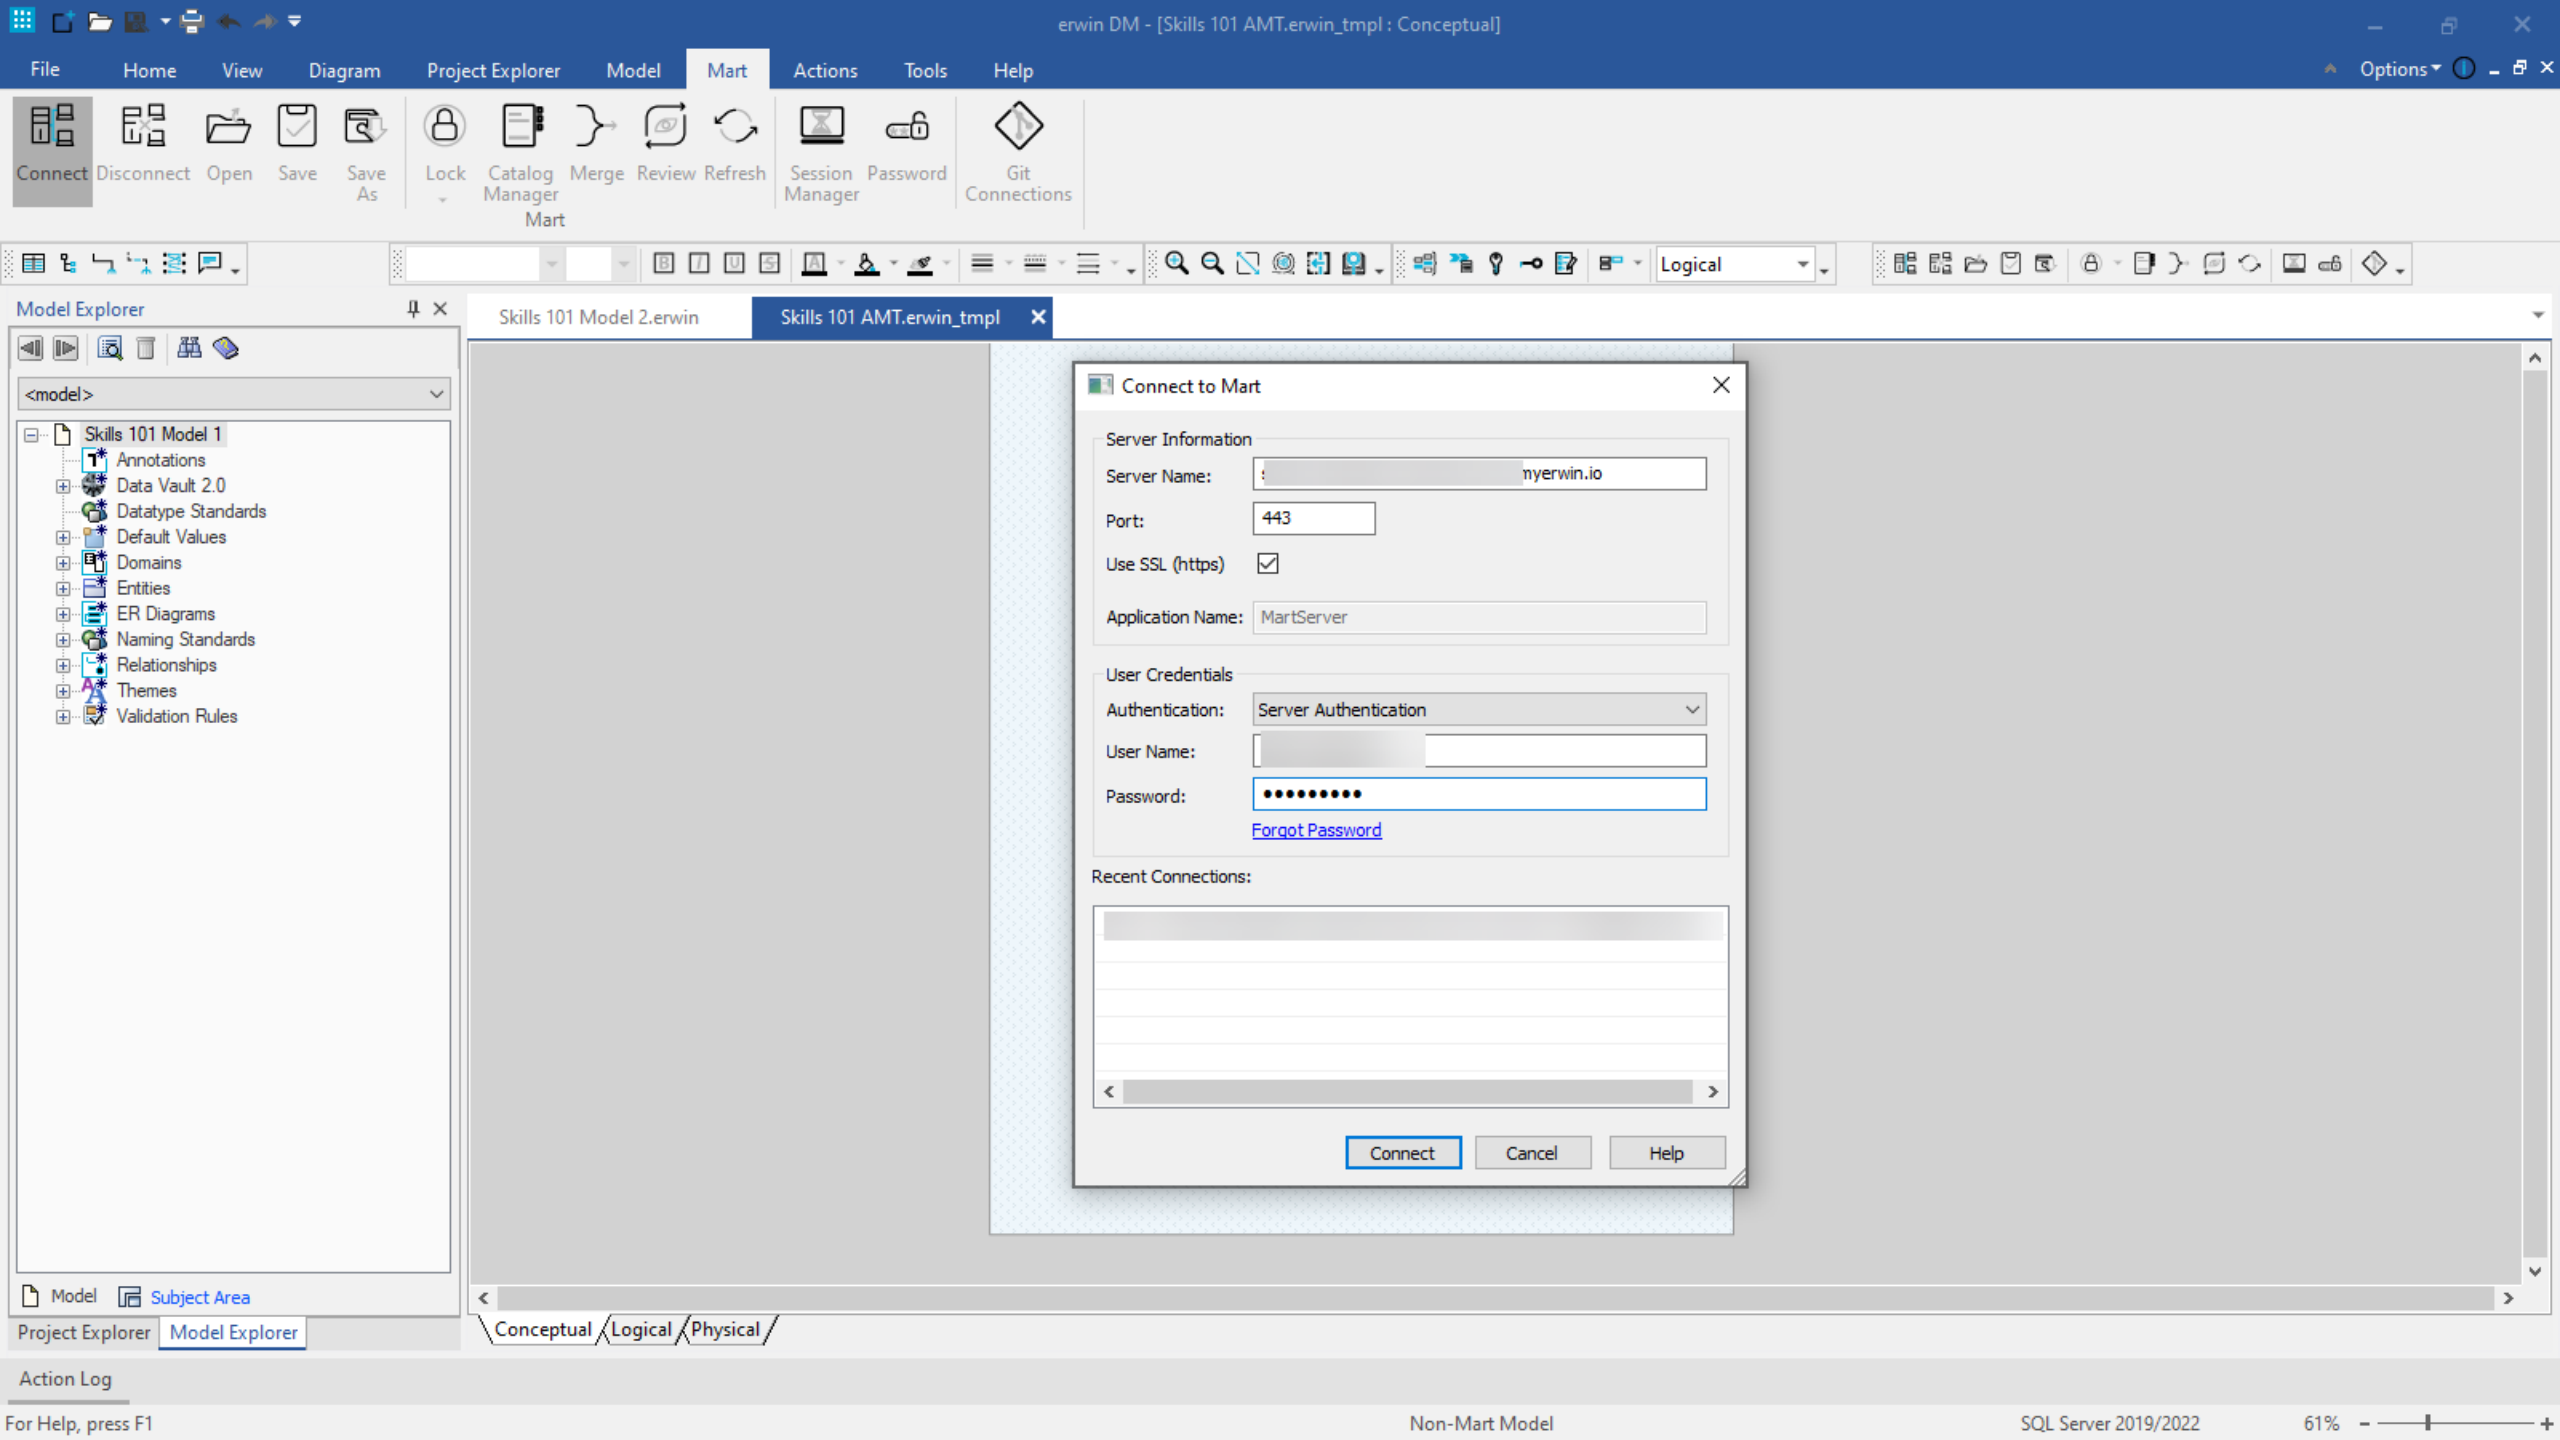 erwin DM - [Skills 101 AMT.erwin_tmpl : Conceptual]
File Home View Diagram Project Explorer Model Mart Actions Tools Help Options
Connect Disconnect Open Save Save As Lock Catalog Manager Merge Review Refresh Session Manager Password Git Connections
Mart
Logical
Model Explorer
Skills 101 Model 2.erwin Skills 101 AMT.erwin_tmpl
<model>
Skills 101 Model 1
Annotations
Data Vault 2.0
Datatype Standards
Default Values
Domains
Entities
ER Diagrams
Naming Standards
Relationships
Themes
Validation Rules
Model Subject Area
Project Explorer Model Explorer
Connect to Mart
Server Information
Server Name: myerwin.io
Port: 443
Use SSL (https)
Application Name: MartServer
User Credentials
Authentication: Server Authentication
User Name:
Password: •••••••••
Forgot Password
Recent Connections:
Connect Cancel Help
Conceptual Logical Physical
Action Log
For Help, press F1 Non-Mart Model SQL Server 2019/2022 61%